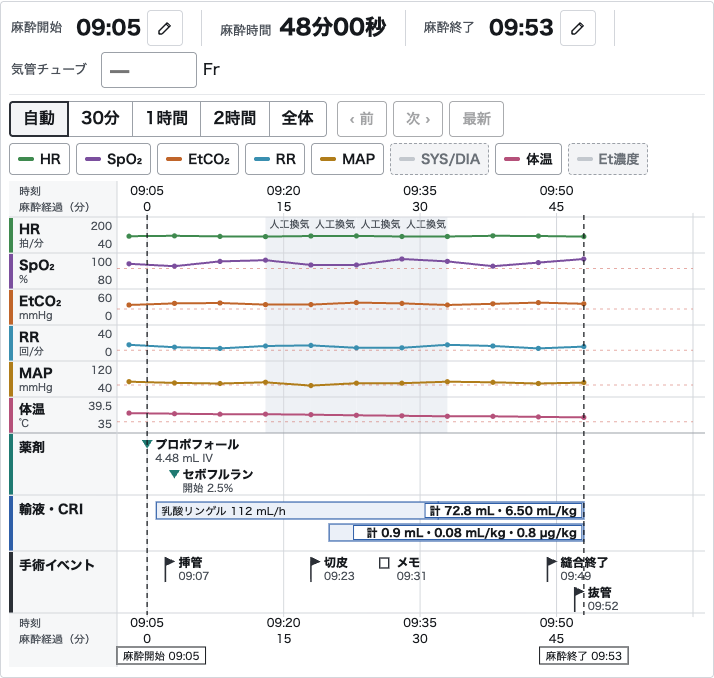 麻酔開始 09:05 麻酔時間 48分00秒 麻酔終了 09:53
気管チューブ — Fr
自動 30分 1時間 2時間 全体 ‹ 前 次 › 最新
HR SpO₂ EtCO₂ RR MAP SYS/DIA 体温 Et濃度
時刻 09:05 09:20 09:35 09:50
麻酔経過（分） 0 15 30 45
人工換気 人工換気 人工換気 人工換気
HR 200
拍/分 40
SpO₂ 100
% 80
EtCO₂ 60
mmHg 0
RR 40
回/分 0
MAP 120
mmHg 40
体温 39.5
℃ 35
薬剤 プロポフォール
4.48 mL IV
セボフルラン
開始 2.5%
輸液・CRI 乳酸リンゲル 112 mL/h 計 72.8 mL・6.50 mL/kg
計 0.9 mL・0.08 mL/kg・0.8 μg/kg
手術イベント 挿管 切皮 メモ 縫合終了
09:07 09:23 09:31 09:49
抜管
09:52
時刻 09:05 09:20 09:35 09:50
麻酔経過（分） 0 15 30 45
麻酔開始 09:05 麻酔終了 09:53